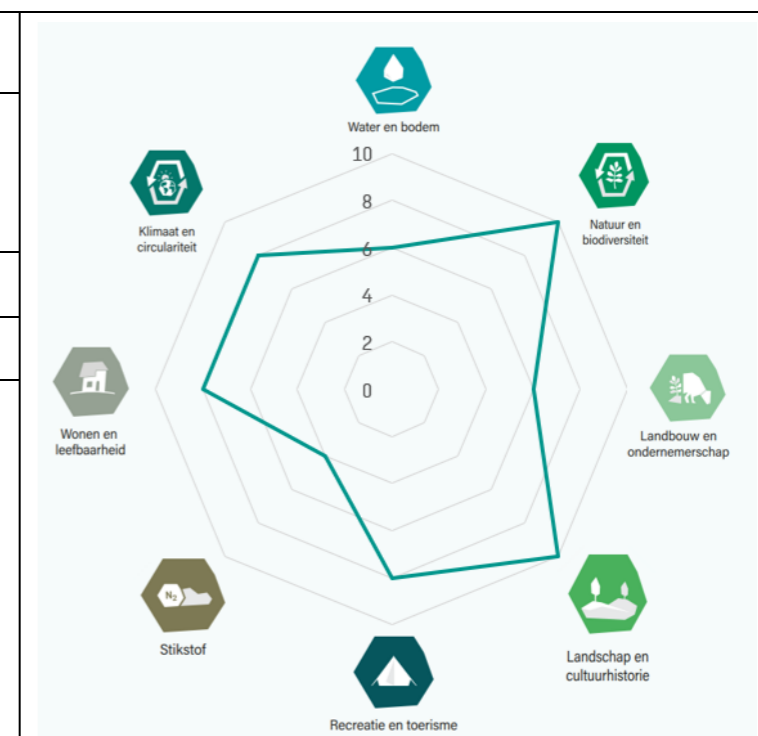 Water en bodem
10
8
6
4
2
0
Natuur en
biodiversiteit
Landbouw en
ondernemerschap
Landschap en
cultuurhistorie
Recreatie en toerisme
N₂
Stikstof
Wonen en
leefbaarheid
Klimaat en
circulariteit